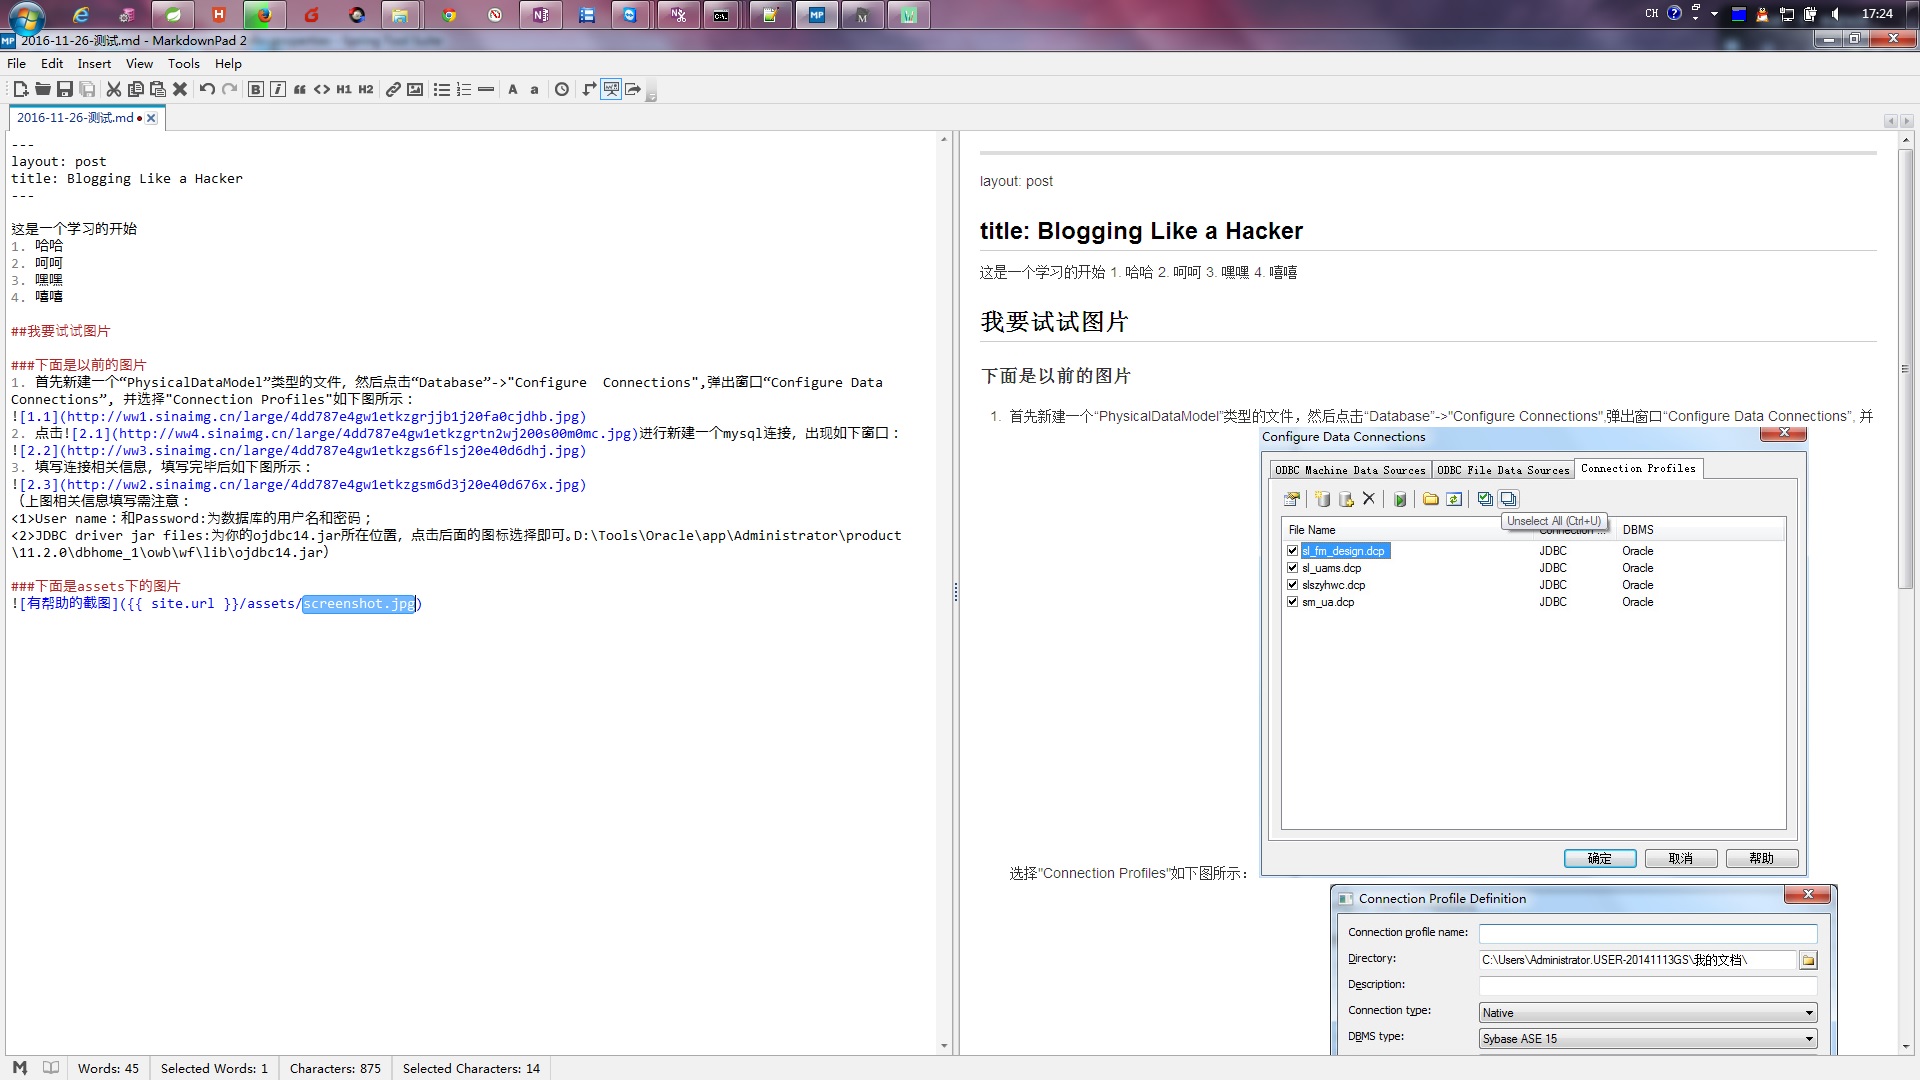 CH
17:24
2016-11-26-测试.md - MarkdownPad 2
File Edit Insert View Tools Help
H1 H2
A a
2016-11-26-测试.md
---
layout: post
title: Blogging Like a Hacker
---
这是一个学习的开始
1. 哈哈
2. 呵呵
3. 嘿嘿
4. 嘻嘻
##我要试试图片
###下面是以前的图片
1. 首先新建一个“PhysicalDataModel”类型的文件，然后点击“Database”->"Configure  Connections",弹出窗口“Configure Data
Connections”, 并选择"Connection Profiles"如下图所示：
![1.1](http://ww1.sinaimg.cn/large/4dd787e4gw1etkzgrjjb1j20fa0cjdhb.jpg)
2. 点击![2.1](http://ww4.sinaimg.cn/large/4dd787e4gw1etkzgrtn2wj200s00m0mc.jpg)进行新建一个mysql连接，出现如下窗口：
![2.2](http://ww3.sinaimg.cn/large/4dd787e4gw1etkzgs6flsj20e40d6dhj.jpg)
3. 填写连接相关信息，填写完毕后如下图所示：
![2.3](http://ww2.sinaimg.cn/large/4dd787e4gw1etkzgsm6d3j20e40d676x.jpg)
（上图相关信息填写需注意：
<1>User name：和Password:为数据库的用户名和密码；
<2>JDBC driver jar files:为你的ojdbc14.jar所在位置，点击后面的图标选择即可。D:\Tools\Oracle\app\Administrator\product
\11.2.0\dbhome_1\owb\wf\lib\ojdbc14.jar）
###下面是assets下的图片
![有帮助的截图]({{ site.url }}/assets/screenshot.jpg)
layout: post
title: Blogging Like a Hacker
这是一个学习的开始 1. 哈哈 2. 呵呵 3. 嘿嘿 4. 嘻嘻
我要试试图片
下面是以前的图片
1. 首先新建一个“PhysicalDataModel”类型的文件，然后点击“Database”->"Configure Connections",弹出窗口“Configure Data Connections”, 并
Configure Data Connections
ODBC Machine Data Sources ODBC File Data Sources Connection Profiles
Unselect All (Ctrl+U)
File Name Connection ... DBMS
sl_fm_design.dcp JDBC Oracle
sl_uams.dcp JDBC Oracle
slszyhwc.dcp JDBC Oracle
sm_ua.dcp JDBC Oracle
确定 取消 帮助
选择"Connection Profiles"如下图所示：
Connection Profile Definition
Connection profile name:
Directory: C:\Users\Administrator.USER-20141113GS\我的文档\
Description:
Connection type: Native
DBMS type: Sybase ASE 15
Words: 45 Selected Words: 1 Characters: 875 Selected Characters: 14